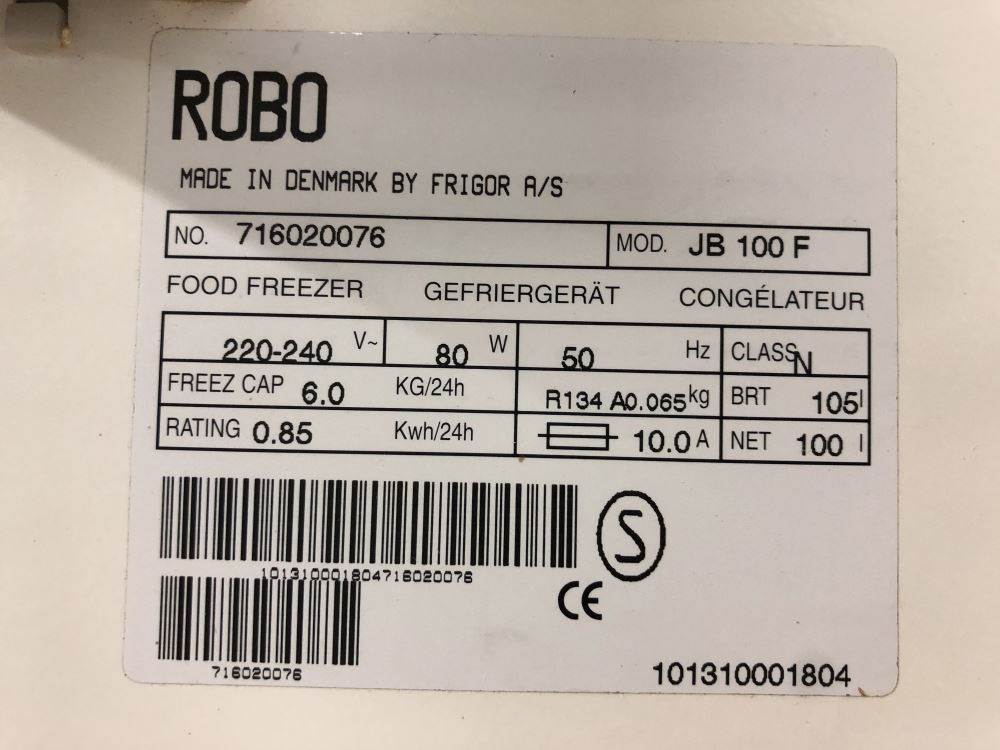 ROBO
MADE IN DENMARK BY FRIGOR A/S
NO. 716020076 MOD. JB 100 F
FOOD FREEZER GEFRIERGERÄT CONGÉLATEUR
220-240 V~ 80 W 50 Hz CLASS N
FREEZ CAP 6.0 KG/24h R134 A0.065 kg BRT 105 l
RATING 0.85 Kwh/24h 10.0 A NET 100 l
101310001804716020076
S
CE
716020076
101310001804